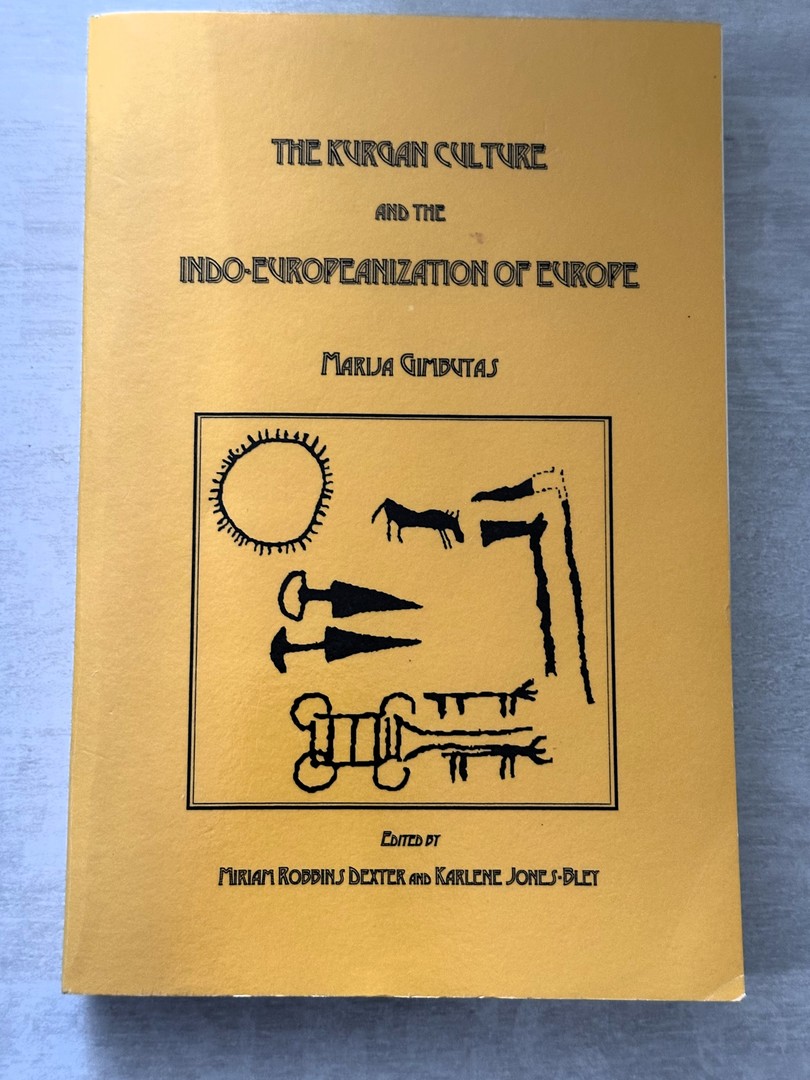 THE KURGAN CULTURE
AND THE
INDO-EUROPEANIZATION OF EUROPE
MARIJA GIMBUTAS
EDITED BY
MIRIAM ROBBINS DEXTER AND KARLENE JONES-BLEY